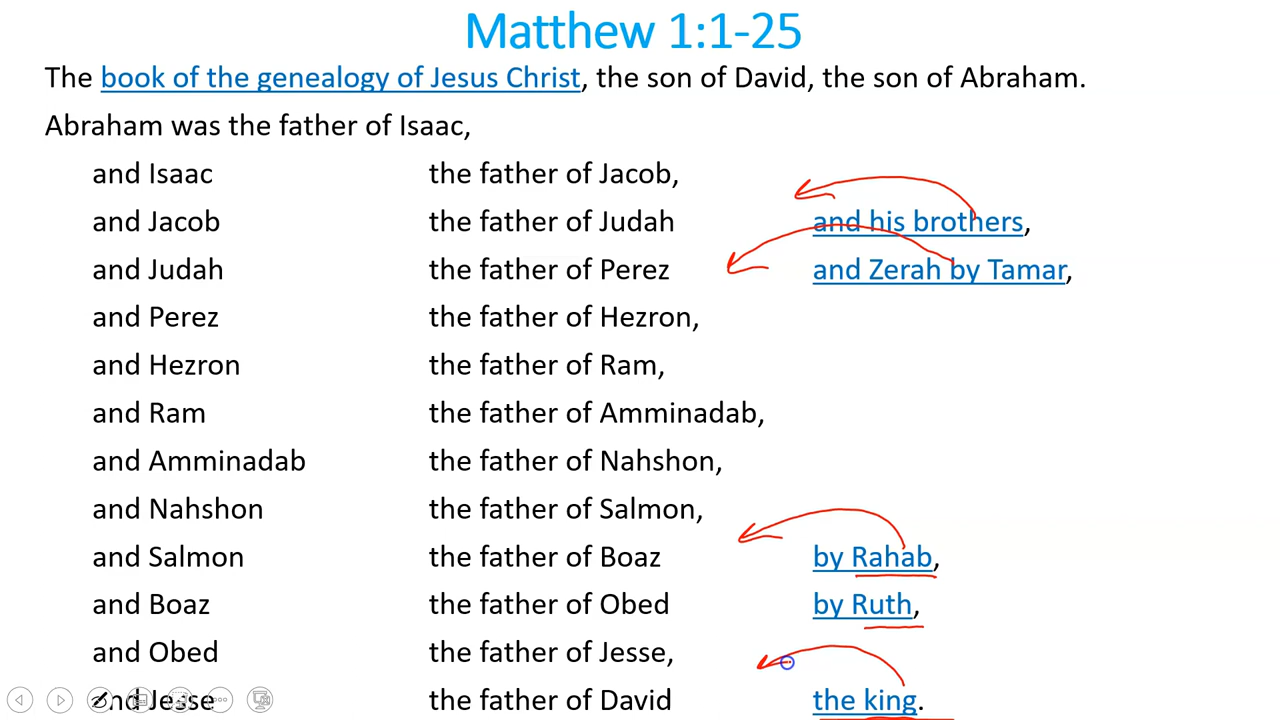 Matthew 1:1-25
The book of the genealogy of Jesus Christ, the son of David, the son of Abraham.
Abraham was the father of Isaac,
and Isaac the father of Jacob,
and Jacob the father of Judah and his brothers,
and Judah the father of Perez and Zerah by Tamar,
and Perez the father of Hezron,
and Hezron the father of Ram,
and Ram the father of Amminadab,
and Amminadab the father of Nahshon,
and Nahshon the father of Salmon,
and Salmon the father of Boaz by Rahab,
and Boaz the father of Obed by Ruth,
and Obed the father of Jesse,
and Jesse the father of David the king.